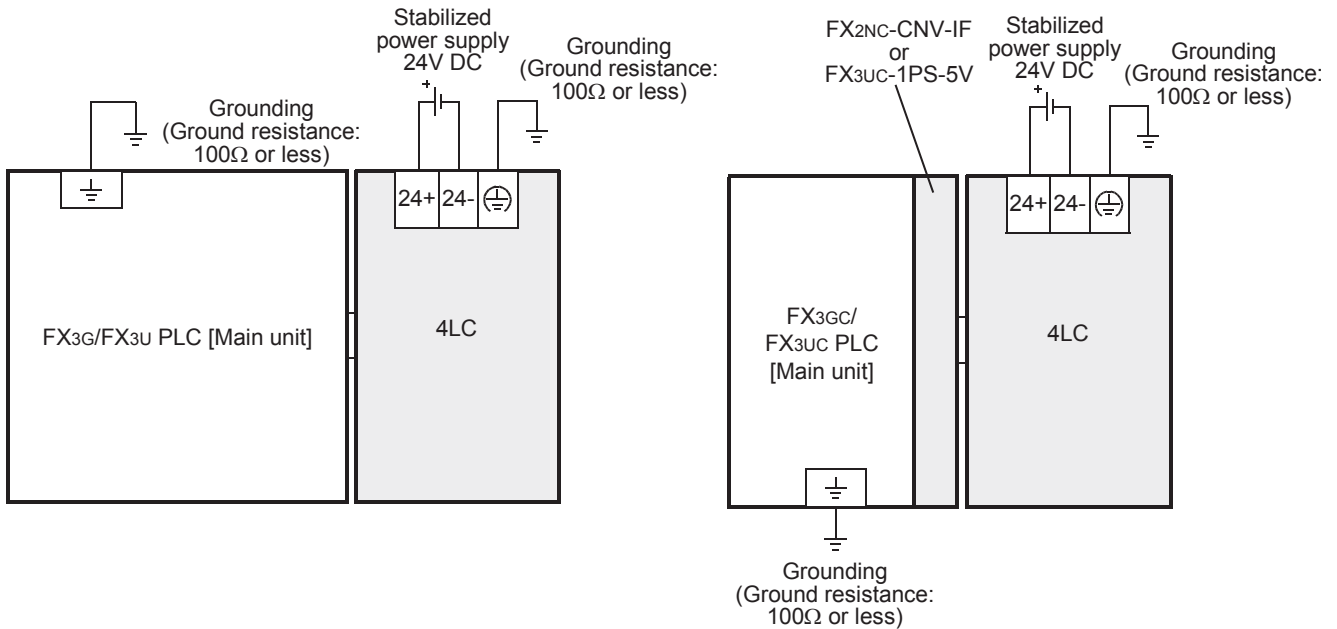 Stabilized
power supply
24V DC
+
Grounding
(Ground resistance:
100Ω or less)
Grounding
(Ground resistance:
100Ω or less)
24+ 24-
FX3G/FX3U PLC [Main unit]
4LC
FX2NC-CNV-IF
or
FX3UC-1PS-5V
Stabilized
power supply
24V DC
+
Grounding
(Ground resistance:
100Ω or less)
24+ 24-
FX3GC/
FX3UC PLC
[Main unit]
4LC
Grounding
(Ground resistance:
100Ω or less)